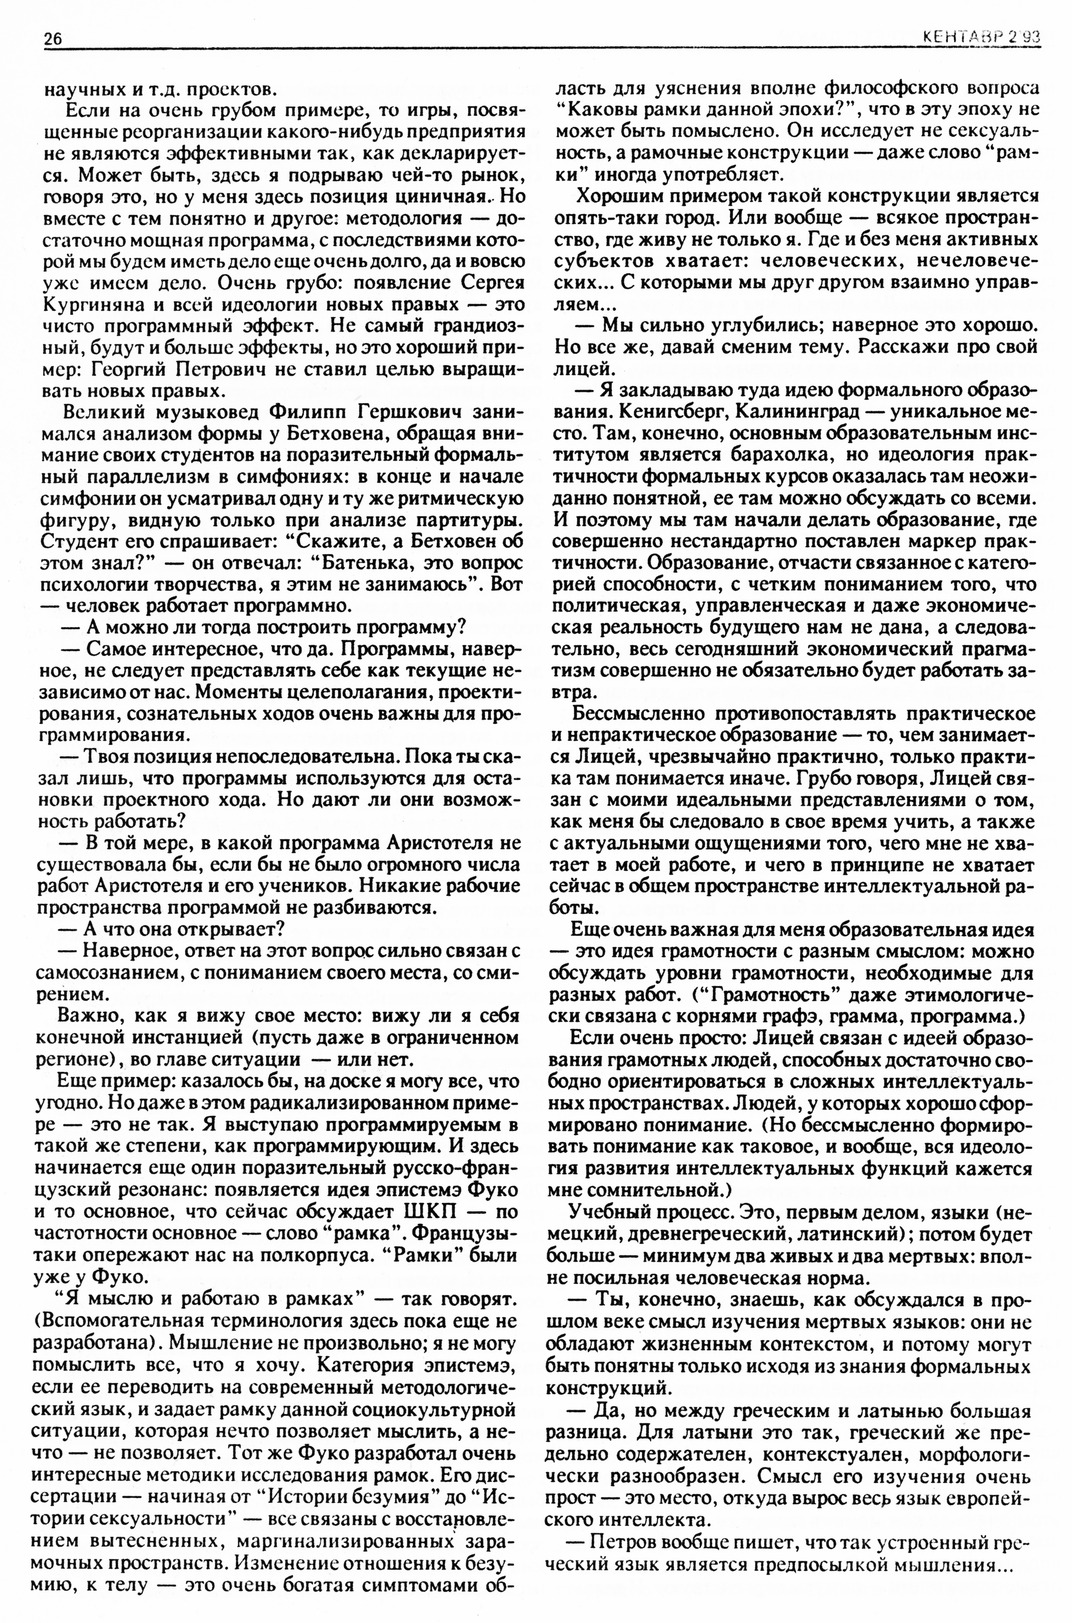 26
КЕНТАВР 2'93
научных и т.д. проектов.
Если на очень грубом примере, то игры, посвя-
щенные реорганизации какого-нибудь предприятия
не являются эффективными так, как декларирует-
ся. Может быть, здесь я подрываю чей-то рынок,
говоря это, но у меня здесь позиция циничная. Но
вместе с тем понятно и другое: методология — до-
статочно мощная программа, с последствиями кото-
рой мы будем иметь дело еще очень долго, да и вовсю
уже имеем дело. Очень грубо: появление Сергея
Кургиняна и всей идеологии новых правых — это
чисто программный эффект. Не самый грандиоз-
ный, будут и больше эффекты, но это хороший при-
мер: Георгий Петрович не ставил целью выращи-
вать новых правых.
Великий музыковед Филипп Гершкович зани-
мался анализом формы у Бетховена, обращая вни-
мание своих студентов на поразительный формаль-
ный параллелизм в симфониях: в конце и начале
симфонии он усматривал одну и ту же ритмическую
фигуру, видную только при анализе партитуры.
Студент его спрашивает: “Скажите, а Бетховен об
этом знал?” — он отвечал: “Батенька, это вопрос
психологии творчества, я этим не занимаюсь”. Вот
— человек работает программно.
— А можно ли тогда построить программу?
— Самое интересное, что да. Программы, навер-
ное, не следует представлять себе как текущие не-
зависимо от нас. Моменты целеполагания, проекти-
рования, сознательных ходов очень важны для про-
граммирования.
— Твоя позиция непоследовательна. Пока ты ска-
зал лишь, что программы используются для оста-
новки проектного хода. Но дают ли они возмож-
ность работать?
— В той мере, в какой программа Аристотеля не
существовала бы, если бы не было огромного числа
работ Аристотеля и его учеников. Никакие рабочие
пространства программой не разбиваются.
— А что она открывает?
— Наверное, ответ на этот вопрос сильно связан с
самосознанием, с пониманием своего места, со сми-
рением.
Важно, как я вижу свое место: вижу ли я себя
конечной инстанцией (пусть даже в ограниченном
регионе), во главе ситуации — или нет.
Еще пример: казалось бы, на доске я могу все, что
угодно. Но даже в этом радикализированном приме-
ре — это не так. Я выступаю программируемым в
такой же степени, как программирующим. И здесь
начинается еще один поразительный русско-фран-
цузский резонанс: появляется идея эпистемэ Фуко
и то основное, что сейчас обсуждает ШКП — по
частотности основное — слово “рамка”. Французы-
таки опережают нас на полкорпуса. “Рамки” были
уже у Фуко.
“Я мыслю и работаю в рамках” — так говорят.
(Вспомогательная терминология здесь пока еще не
разработана). Мышление не произвольно; я не могу
помыслить все, что я хочу. Категория эпистемэ,
если ее переводить на современный методологиче-
ский язык, и задает рамку данной социокультурной
ситуации, которая нечто позволяет мыслить, а не-
что — не позволяет. Тот же Фуко разработал очень
интересные методики исследования рамок. Его дис-
сертации — начиная от “Истории безумия” до “Ис-
тории сексуальности” — все связаны с восстановле-
нием вытесненных, маргинализированных зара-
мочных пространств. Изменение отношения к безу-
мию, к телу — это очень богатая симптомами об-
ласть для уяснения вполне философского вопроса
“Каковы рамки данной эпохи?”, что в эту эпоху не
может быть помыслено. Он исследует не сексуаль-
ность, а рамочные конструкции — даже слово “рам-
ки” иногда употребляет.
Хорошим примером такой конструкции является
опять-таки город. Или вообще — всякое простран-
ство, где живу не только я. Где и без меня активных
субъектов хватает: человеческих, нечеловече-
ских... С которыми мы друг другом взаимно управ-
ляем...
— Мы сильно углубились; наверное это хорошо.
Но все же, давай сменим тему. Расскажи про свой
лицей.
— Я закладываю туда идею формального образо-
вания. Кенигсберг, Калининград — уникальное ме-
сто. Там, конечно, основным образовательным инс-
титутом является барахолка, но идеология прак-
тичности формальных курсов оказалась там неожи-
данно понятной, ее там можно обсуждать со всеми.
И поэтому мы там начали делать образование, где
совершенно нестандартно поставлен маркер прак-
тичности. Образование, отчасти связанное с катего-
рией способности, с четким пониманием того, что
политическая, управленческая и даже экономиче-
ская реальность будущего нам не дана, а следова-
тельно, весь сегодняшний экономический прагма-
тизм совершенно не обязательно будет работать за-
втра.
Бессмысленно противопоставлять практическое
и непрактическое образование — то, чем занимает-
ся Лицей, чрезвычайно практично, только практи-
ка там понимается иначе. Грубо говоря, Лицей свя-
зан с моими идеальными представлениями о том,
как меня бы следовало в свое время учить, а также
с актуальными ощущениями того, чего мне не хва-
тает в моей работе, и чего в принципе не хватает
сейчас в общем пространстве интеллектуальной ра-
боты.
Еще очень важная для меня образовательная идея
— это идея грамотности с разным смыслом: можно
обсуждать уровни грамотности, необходимые для
разных работ. (“Грамотность” даже этимологиче-
ски связана с корнями графэ, грамма, программа.)
Если очень просто: Лицей связан с идеей образо-
вания грамотных людей, способных достаточно сво-
бодно ориентироваться в сложных интеллектуаль-
ных пространствах. Людей, у которых хорошо сфор-
мировано понимание. (Но бессмысленно формиро-
вать понимание как таковое, и вообще, вся идеоло-
гия развития интеллектуальных функций кажется
мне сомнительной.)
Учебный процесс. Это, первым делом, языки (не-
мецкий, древнегреческий, латинский); потом будет
больше — минимум два живых и два мертвых: впол-
не посильная человеческая норма.
— Ты, конечно, знаешь, как обсуждался в про-
шлом веке смысл изучения мертвых языков: они не
обладают жизненным контекстом, и потому могут
быть понятны только исходя из знания формальных
конструкций.
— Да, но между греческим и латынью большая
разница. Для латыни это так, греческий же пре-
дельно содержателен, контекстуален, морфологи-
чески разнообразен. Смысл его изучения очень
прост — это место, откуда вырос весь язык европей-
ского интеллекта.
— Петров вообще пишет, что так устроенный гре-
ческий язык является предпосылкой мышления...